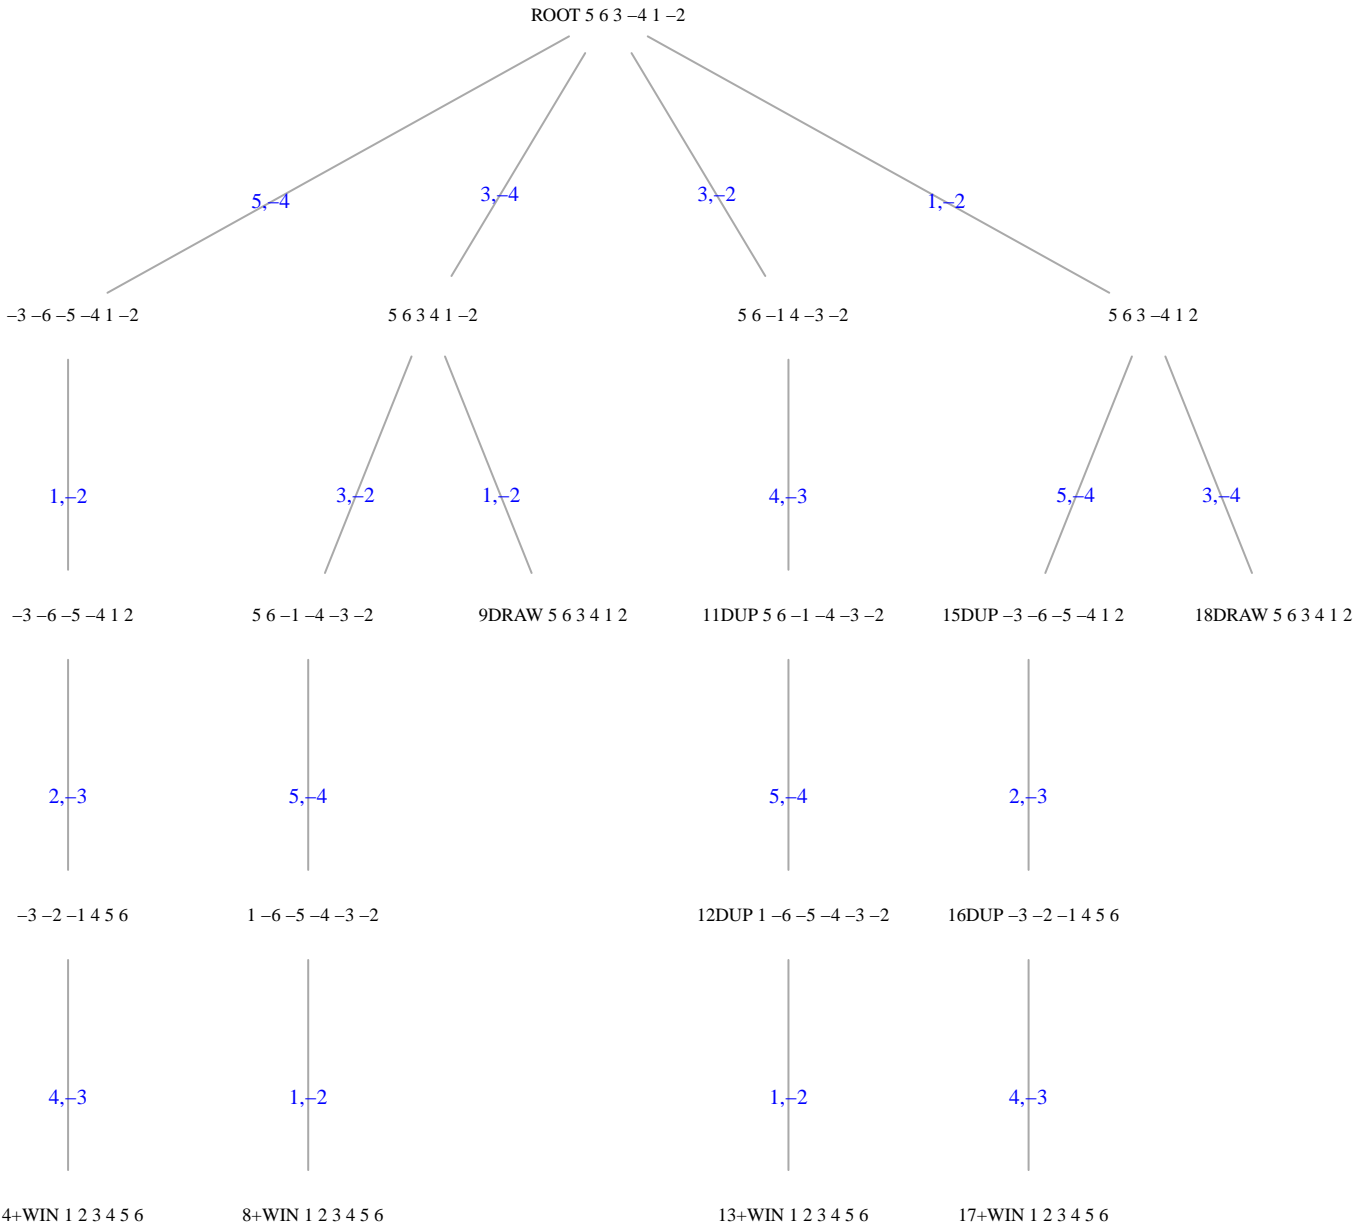 ROOT 5 6 3 –4 1 –2
5,–4 3,–4 3,–2 1,–2
–3 –6 –5 –4 1 –2 5 6 3 4 1 –2 5 6 –1 4 –3 –2 5 6 3 –4 1 2
1,–2 3,–2 1,–2 4,–3 5,–4 3,–4
–3 –6 –5 –4 1 2 5 6 –1 –4 –3 –2 9DRAW 5 6 3 4 1 2 11DUP 5 6 –1 –4 –3 –2 15DUP –3 –6 –5 –4 1 2 18DRAW 5 6 3 4 1 2
2,–3 5,–4 5,–4 2,–3
–3 –2 –1 4 5 6 1 –6 –5 –4 –3 –2 12DUP 1 –6 –5 –4 –3 –2 16DUP –3 –2 –1 4 5 6
4,–3 1,–2 1,–2 4,–3
4+WIN 1 2 3 4 5 6 8+WIN 1 2 3 4 5 6 13+WIN 1 2 3 4 5 6 17+WIN 1 2 3 4 5 6